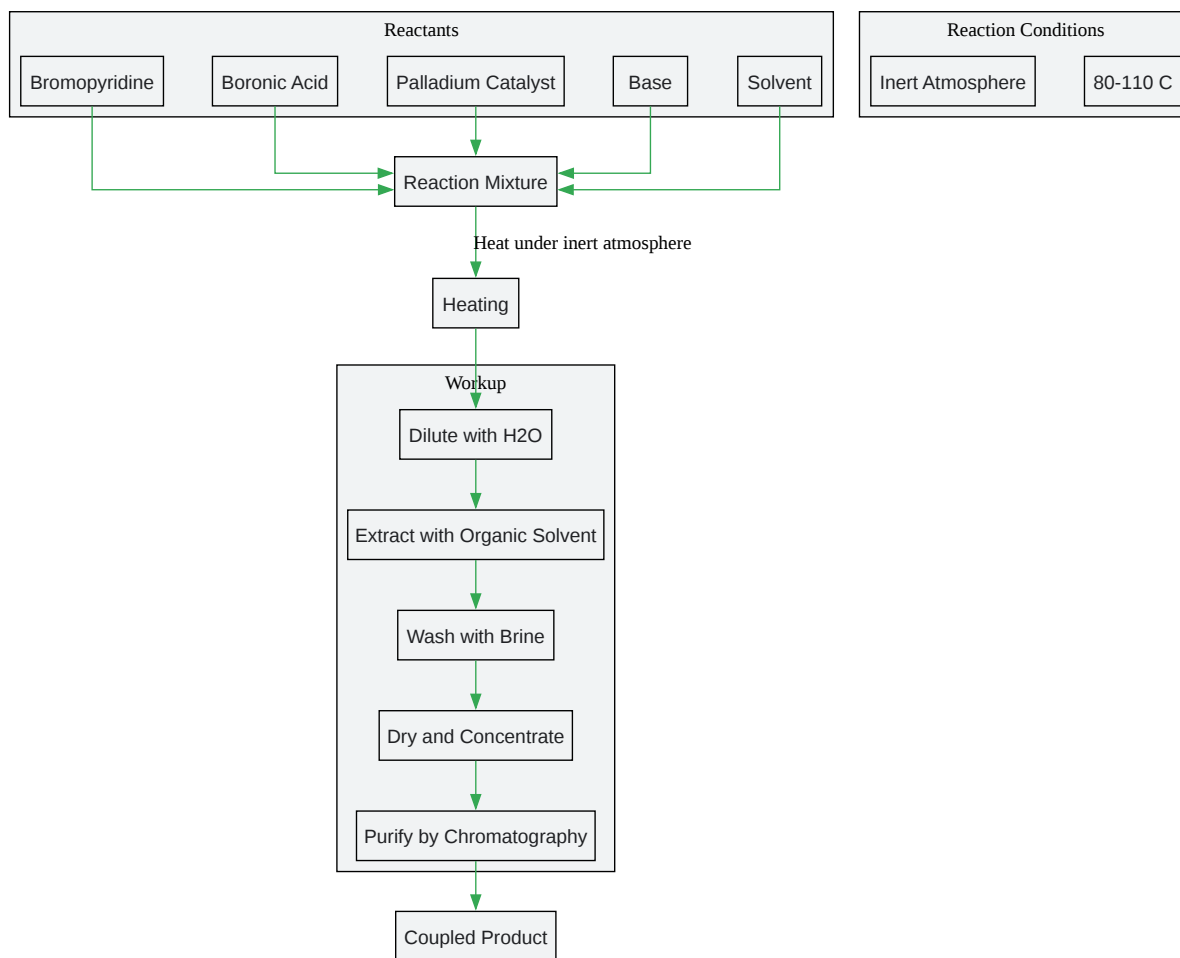 Reactants
Reaction Conditions
Bromopyridine
Boronic Acid
Palladium Catalyst
Base
Solvent
Inert Atmosphere
80-110 C
Reaction Mixture
Heat under inert atmosphere
Heating
Workup
Dilute with H2O
Extract with Organic Solvent
Wash with Brine
Dry and Concentrate
Purify by Chromatography
Coupled Product